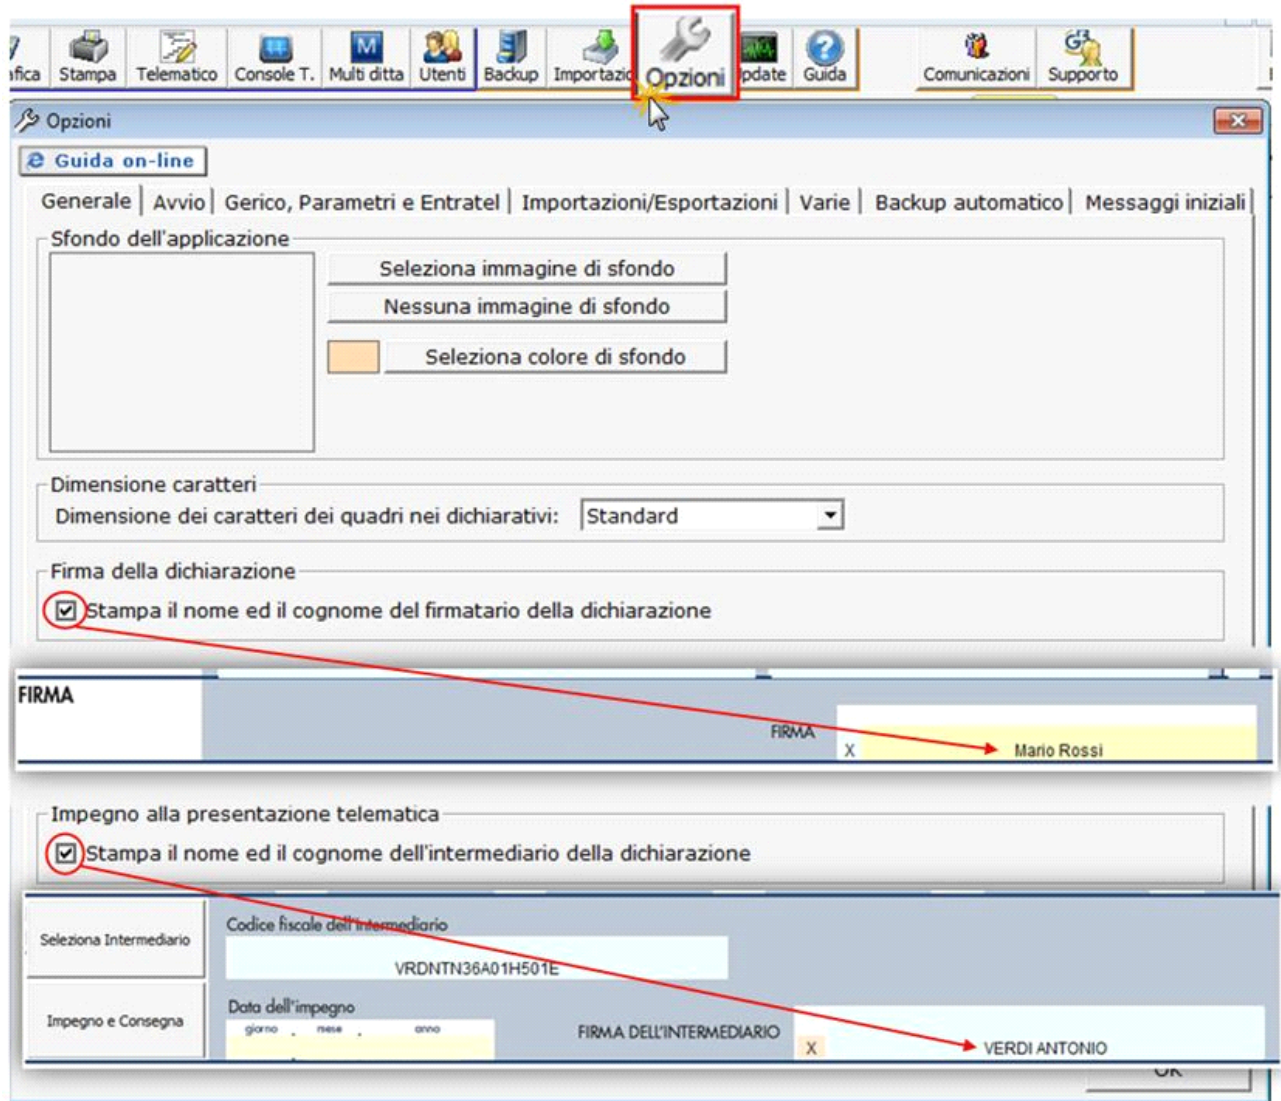 fica Stampa Telematico Console T. Multi ditta Utenti Backup Importazio Opzioni pdate Guida Comunicazioni Supporto
Opzioni
Guida on-line
Generale Avvio Gerico, Parametri e Entratel Importazioni/Esportazioni Varie Backup automatico Messaggi iniziali
Sfondo dell'applicazione
Seleziona immagine di sfondo
Nessuna immagine di sfondo
Seleziona colore di sfondo
Dimensione caratteri
Dimensione dei caratteri dei quadri nei dichiarativi: Standard
Firma della dichiarazione
Stampa il nome ed il cognome del firmatario della dichiarazione
FIRMA
FIRMA
X Mario Rossi
Impegno alla presentazione telematica
Stampa il nome ed il cognome dell'intermediario della dichiarazione
Seleziona Intermediario
Codice fiscale dell'intermediario
VRDNTN36A01H501E
Impegno e Consegna
Data dell'impegno
giorno mese anno
FIRMA DELL'INTERMEDIARIO
X VERDI ANTONIO
OK